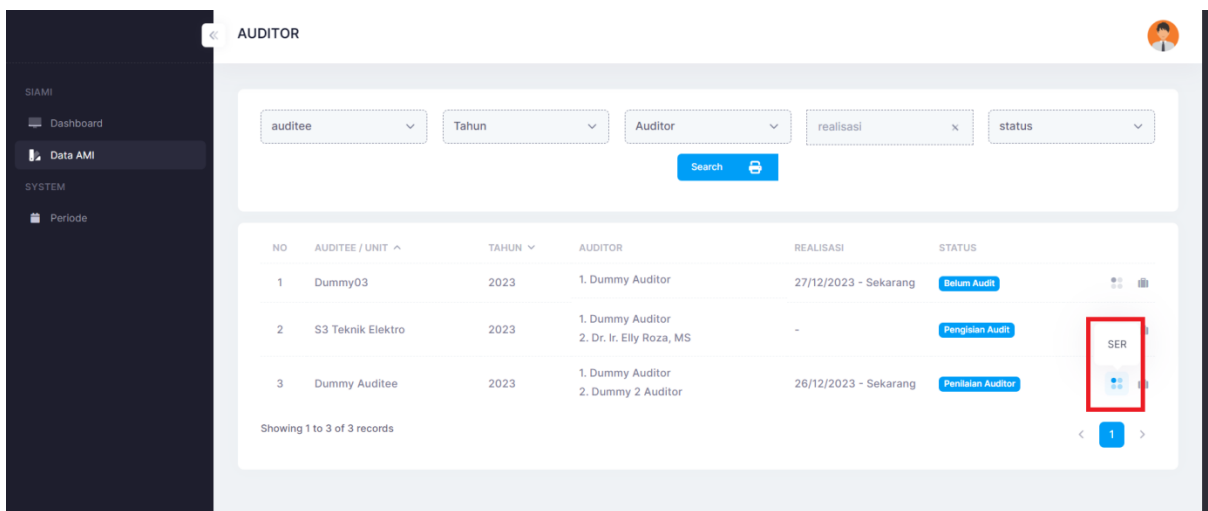 AUDITOR
SIAMI
Dashboard
Data AMI
SYSTEM
Periode
auditee Tahun Auditor realisasi x status
Search
NO AUDITEE / UNIT TAHUN AUDITOR REALISASI STATUS
1 Dummy03 2023 1. Dummy Auditor 27/12/2023 - Sekarang Belum Audit
2 S3 Teknik Elektro 2023 1. Dummy Auditor - Pengisian Audit
2. Dr. Ir. Elly Roza, MS
SER
3 Dummy Auditee 2023 1. Dummy Auditor 26/12/2023 - Sekarang Penilaian Auditor
2. Dummy 2 Auditor
Showing 1 to 3 of 3 records
< 1 >